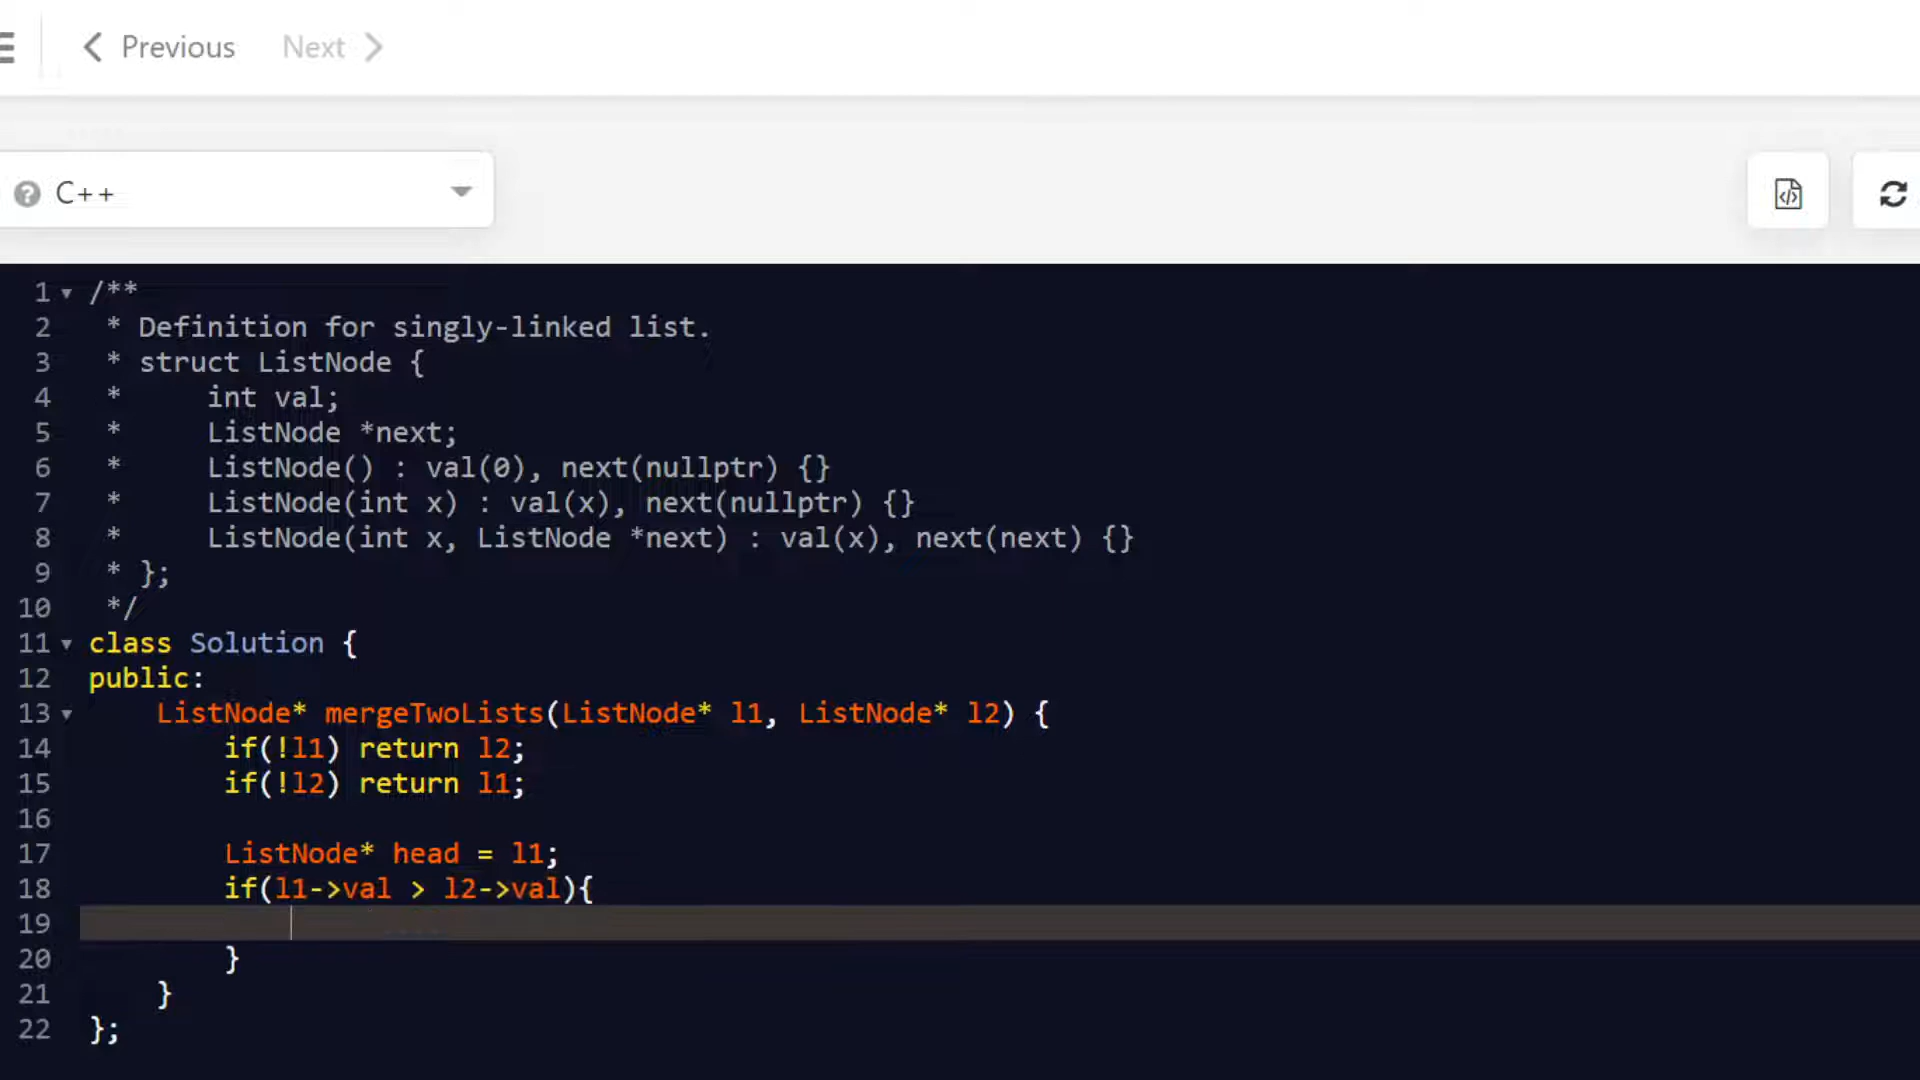 Previous Next
C++
1 /**
2  * Definition for singly-linked list.
3  * struct ListNode {
4  *     int val;
5  *     ListNode *next;
6  *     ListNode() : val(0), next(nullptr) {}
7  *     ListNode(int x) : val(x), next(nullptr) {}
8  *     ListNode(int x, ListNode *next) : val(x), next(next) {}
9  * };
10  */
11 class Solution {
12 public:
13     ListNode* mergeTwoLists(ListNode* l1, ListNode* l2) {
14         if(!l1) return l2;
15         if(!l2) return l1;
16
17         ListNode* head = l1;
18         if(l1->val > l2->val){
19
20         }
21     }
22 };